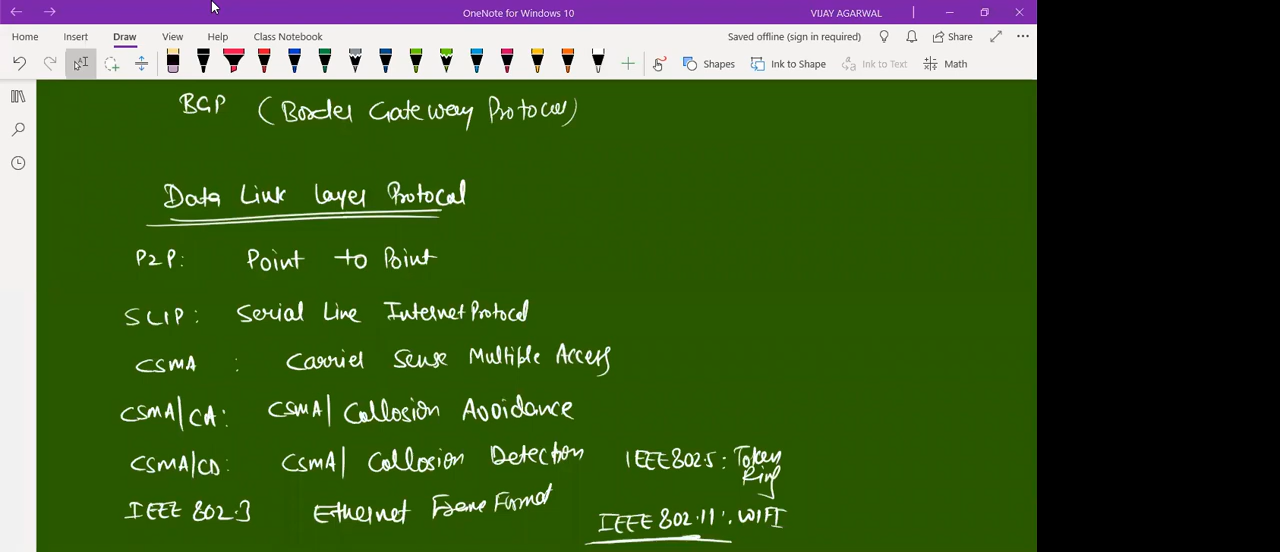 OneNote for Windows 10
VIJAY AGARWAL
Home Insert Draw View Help Class Notebook
Saved offline (sign in required) Share
Shapes Ink to Shape Ink to Text Math
BGP (Border Gateway Protocol)
Data Link Layer Protocal
P2P: Point to Point
SLIP: Serial Line Internet Protocol
CSMA : Carrier Sense Multiple Access
CSMA/CA: CSMA/ Collosion Avoidance
CSMA/CD: CSMA/ Collosion Detection
IEEE 802.5: Token Ring
IEEE 802.3 Ethernet Frame Format
IEEE 802.11: WIFI